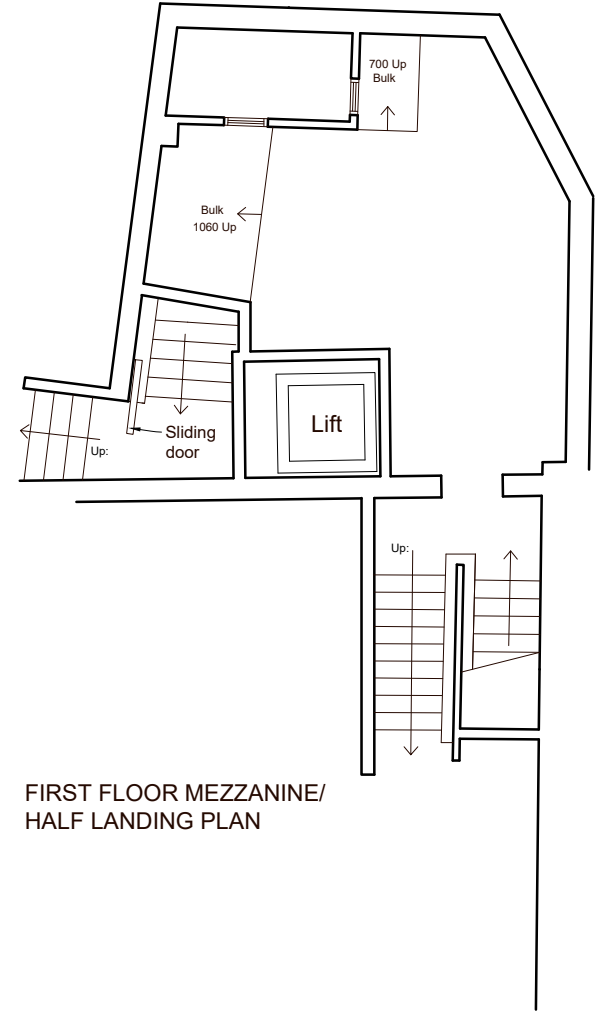 700 Up
Bulk
Bulk
1060 Up
Lift
Sliding
door
Up:
Up:
FIRST FLOOR MEZZANINE/
HALF LANDING PLAN